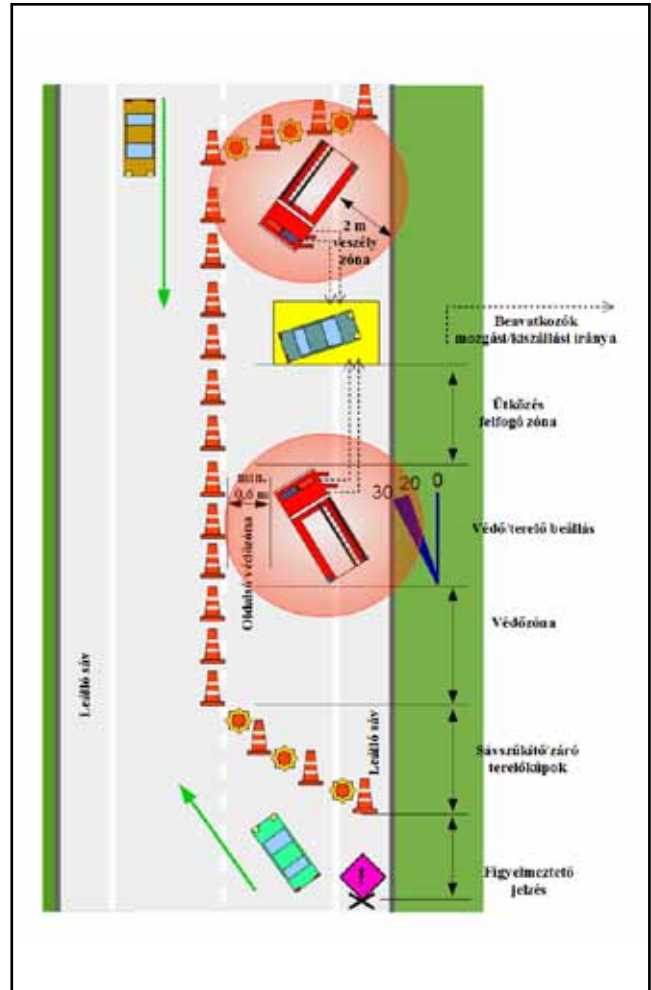 2 m
veszély
zóna
Beavatkozók
mozgási/kiszállási iránya
Ütközés
felfogó zóna
min.
0,6 m
30 20 0
Oldalsó védőzóna
Védő/terelő beállás
Védőzóna
Leálló sáv
Leálló sáv
Sávszűkítő/záró
terelőkúpok
!
Figyelmeztető
jelzés